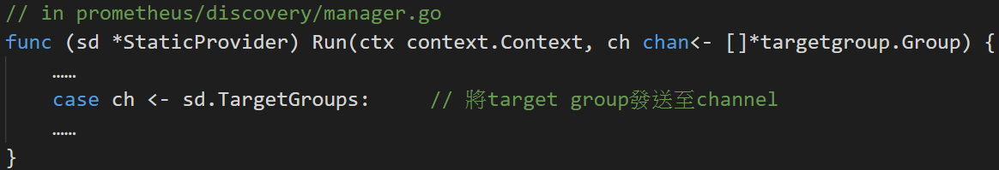 // in prometheus/discovery/manager.go
func (sd *StaticProvider) Run(ctx context.Context, ch chan<- []*targetgroup.Group) {
    ……
    case ch <- sd.TargetGroups:     // 將target group發送至channel
    ……
}